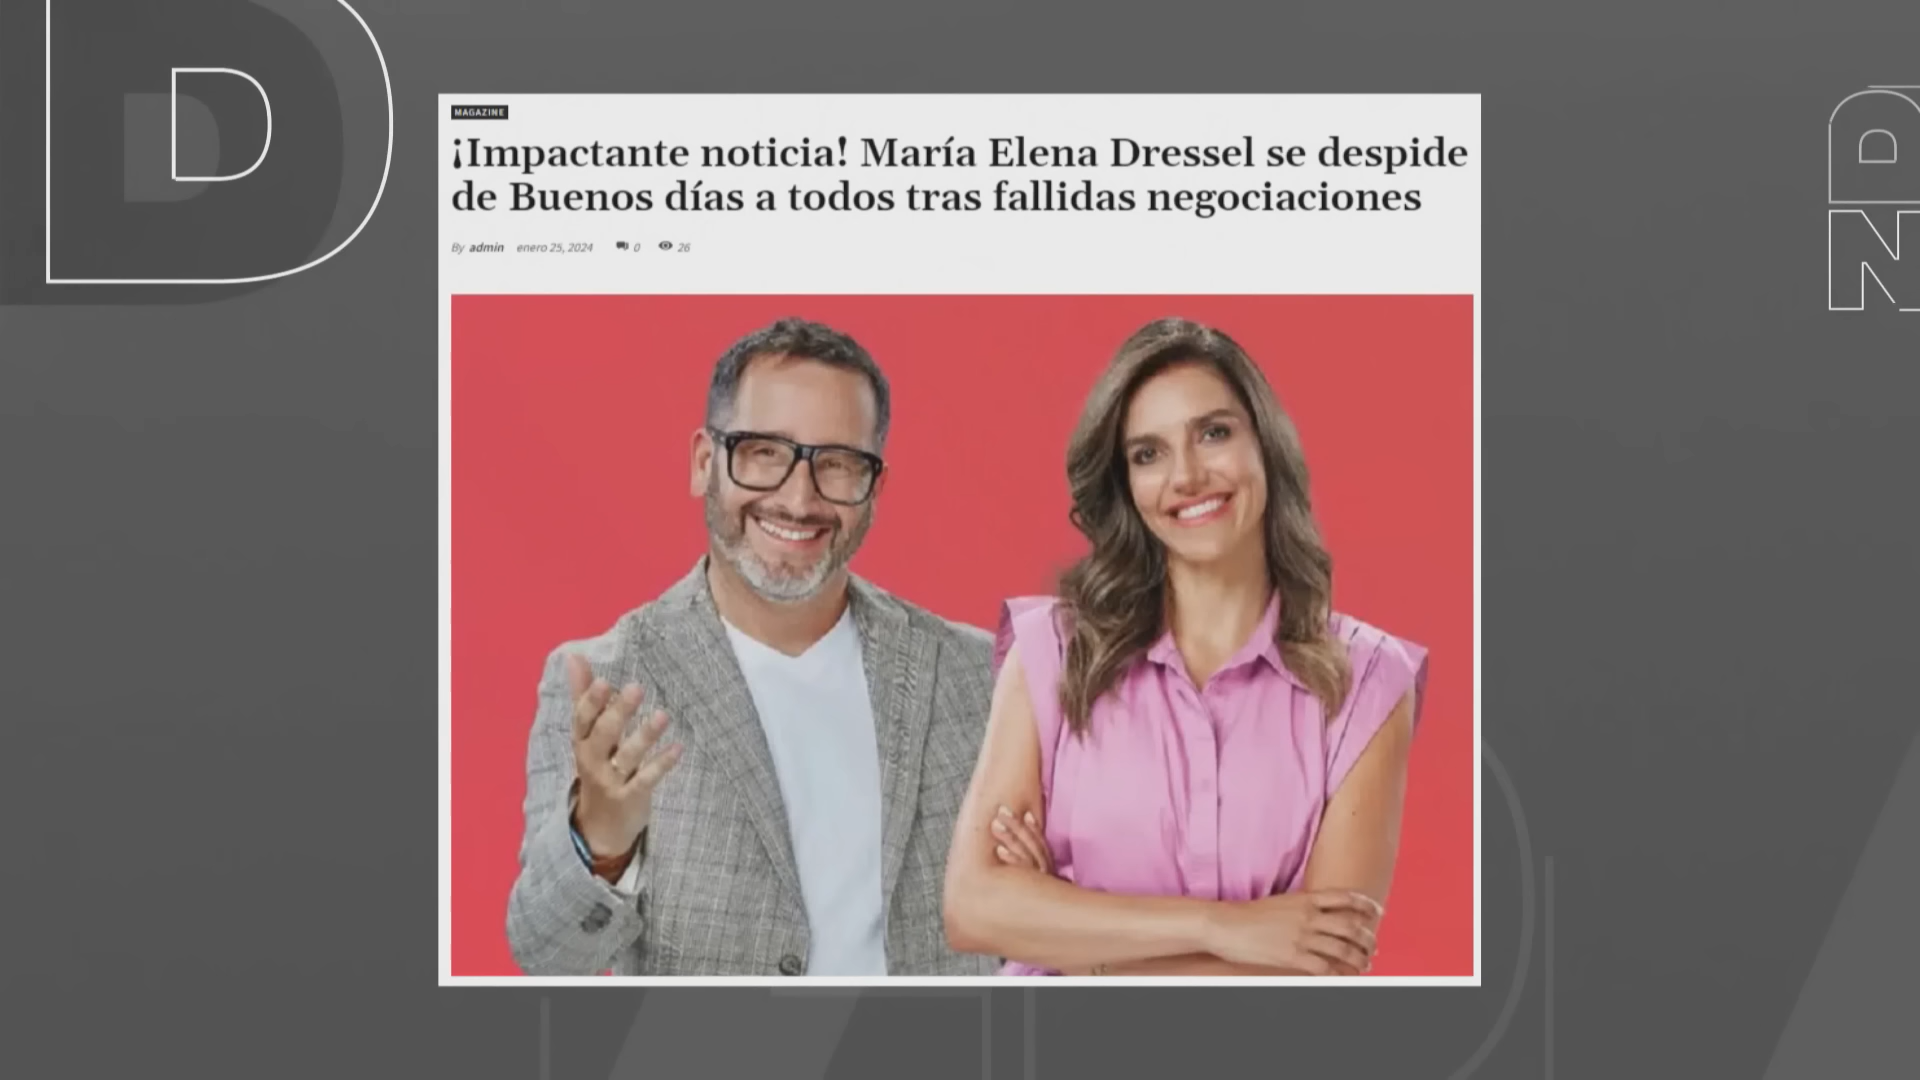 D
D
MAGAZINE
¡Impactante noticia! María Elena Dressel se despide
de Buenos días a todos tras fallidas negociaciones
By admin enero 25, 2024 0 26
ND